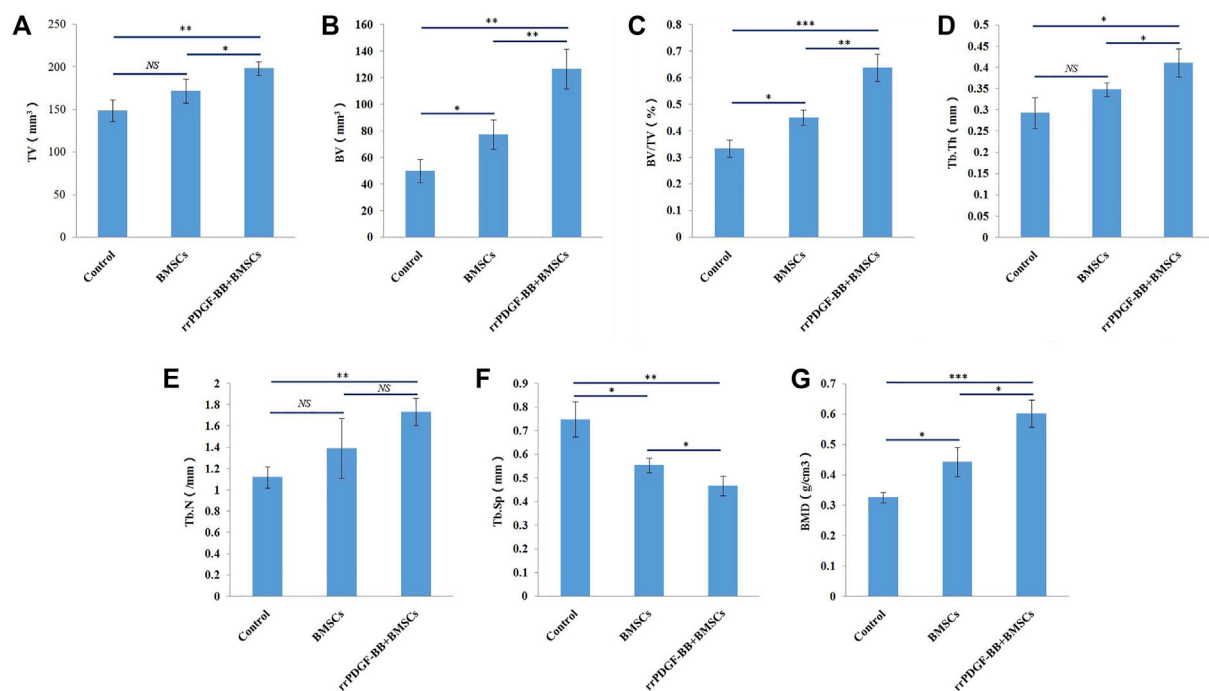 A
TV ( mm³ )
250
200
150
100
50
0
**
*
NS
Control
BMSCs
rrPDGF-BB+BMSCs
B
BV ( mm³ )
160
140
120
100
80
60
40
20
0
**
**
*
Control
BMSCs
rrPDGF-BB+BMSCs
C
BV/TV ( % )
0.8
0.7
0.6
0.5
0.4
0.3
0.2
0.1
0
***
**
*
Control
BMSCs
rrPDGF-BB+BMSCs
D
Tb.Th ( mm )
0.5
0.45
0.4
0.35
0.3
0.25
0.2
0.15
0.1
0.05
0
*
*
NS
Control
BMSCs
rrPDGF-BB+BMSCs
E
Tb.N ( /mm )
2
1.8
1.6
1.4
1.2
1
0.8
0.6
0.4
0.2
0
**
NS
NS
Control
BMSCs
rrPDGF-BB+BMSCs
F
Tb.Sp ( mm )
0.9
0.8
0.7
0.6
0.5
0.4
0.3
0.2
0.1
0
**
*
*
Control
BMSCs
rrPDGF-BB+BMSCs
G
BMD ( g/cm3 )
0.7
0.6
0.5
0.4
0.3
0.2
0.1
0
***
*
*
Control
BMSCs
rrPDGF-BB+BMSCs